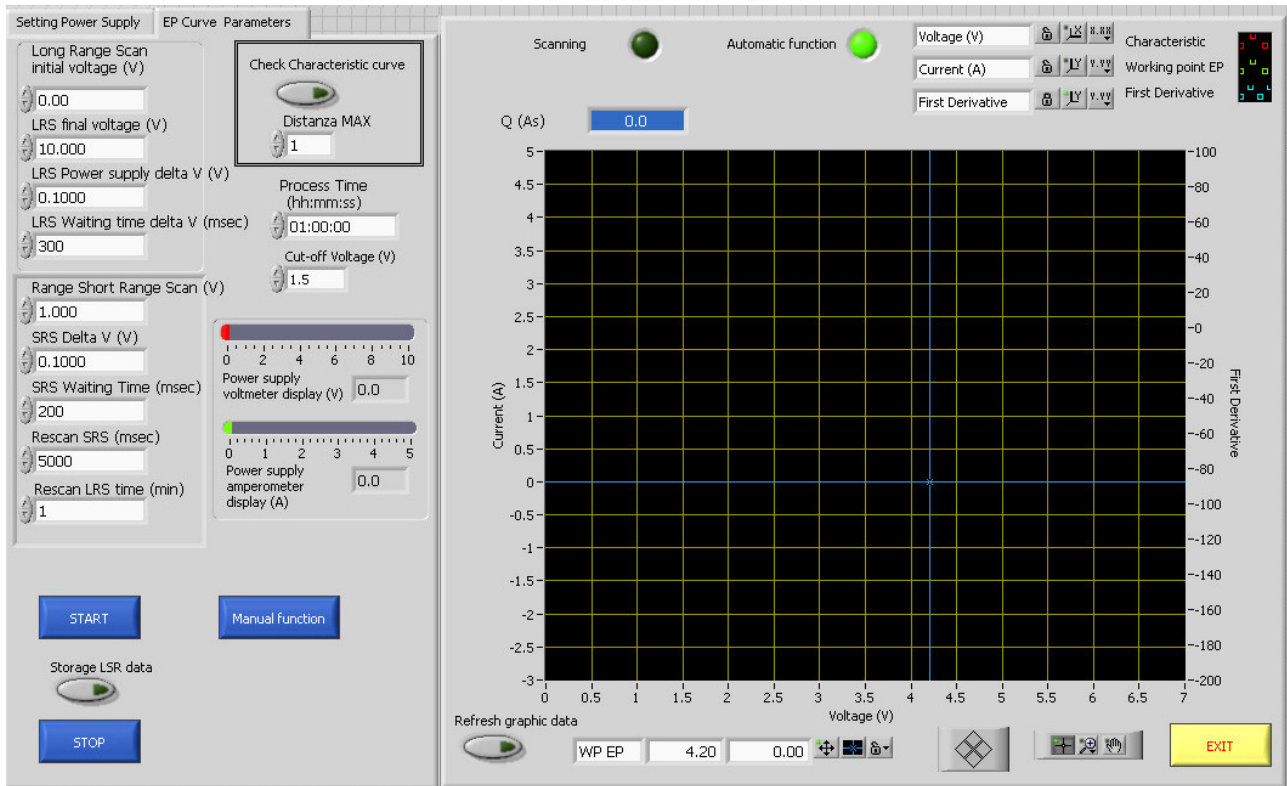 Setting Power Supply
EP Curve Parameters
Long Range Scan
initial voltage (V)
0.00
LRS final voltage (V)
10.000
LRS Power supply delta V (V)
0.1000
LRS Waiting time delta V (msec)
300
Range Short Range Scan (V)
1.000
SRS Delta V (V)
0.1000
SRS Waiting Time (msec)
200
Rescan SRS (msec)
5000
Rescan LRS time (min)
1
Check Characteristic curve
Distanza MAX
1
Process Time
(hh:mm:ss)
01:00:00
Cut-off Voltage (V)
1.5
0 2 4 6 8 10
Power supply
voltmeter display (V)
0.0
0 1 2 3 4 5
Power supply
amperometer
display (A)
0.0
START
Manual function
Storage LSR data
STOP
Scanning
Automatic function
Voltage (V)
X
X.XX
Characteristic
Current (A)
Y
Y.YY
Working point EP
First Derivative
Y
Y.YY
First Derivative
Q (As)
0.0
Current (A)
5
4.5
4
3.5
3
2.5
2
1.5
1
0.5
0
-0.5
-1
-1.5
-2
-2.5
-3
100
80
60
40
20
0
-20
-40
-60
-80
-100
-120
-140
-160
-180
-200
First Derivative
0 0.5 1 1.5 2 2.5 3 3.5 4 4.5 5 5.5 6 6.5 7
Voltage (V)
Refresh graphic data
WP EP
4.20
0.00
EXIT